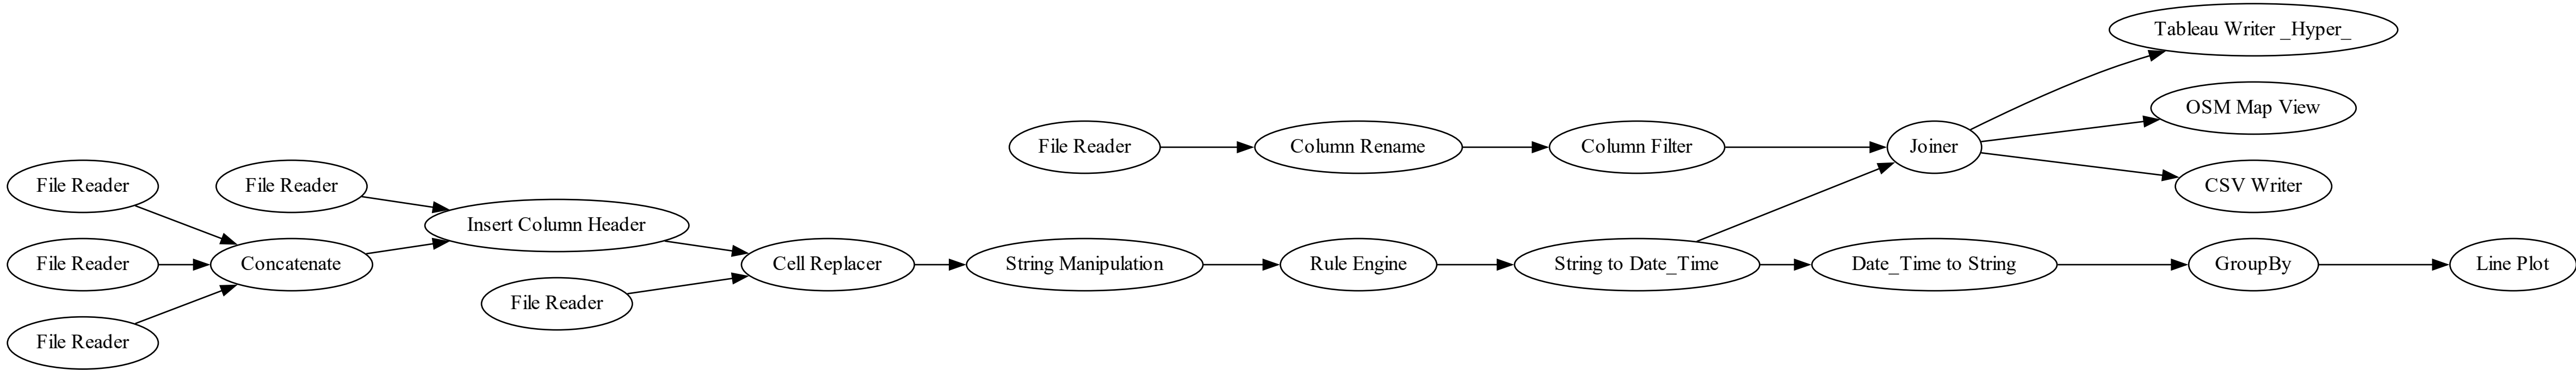 Tableau Writer _Hyper_
OSM Map View
File Reader
Column Rename
Column Filter
Joiner
File Reader
File Reader
CSV Writer
Insert Column Header
File Reader
Concatenate
Cell Replacer
String Manipulation
Rule Engine
String to Date_Time
Date_Time to String
GroupBy
Line Plot
File Reader
File Reader